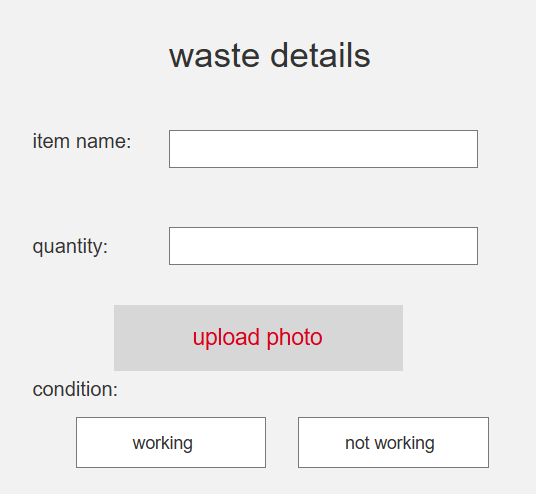 waste details
item name:
quantity:
upload photo
condition:
working
not working